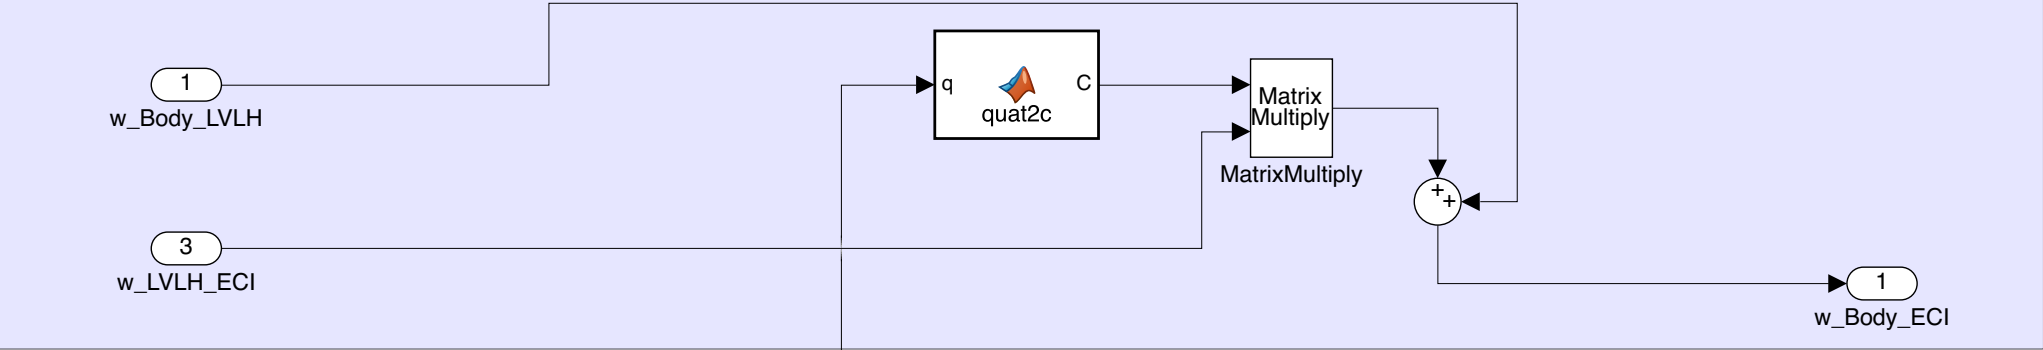 1
w_Body_LVLH
q
C
quat2c
Matrix
Multiply
MatrixMultiply
+
+
3
w_LVLH_ECI
1
w_Body_ECI